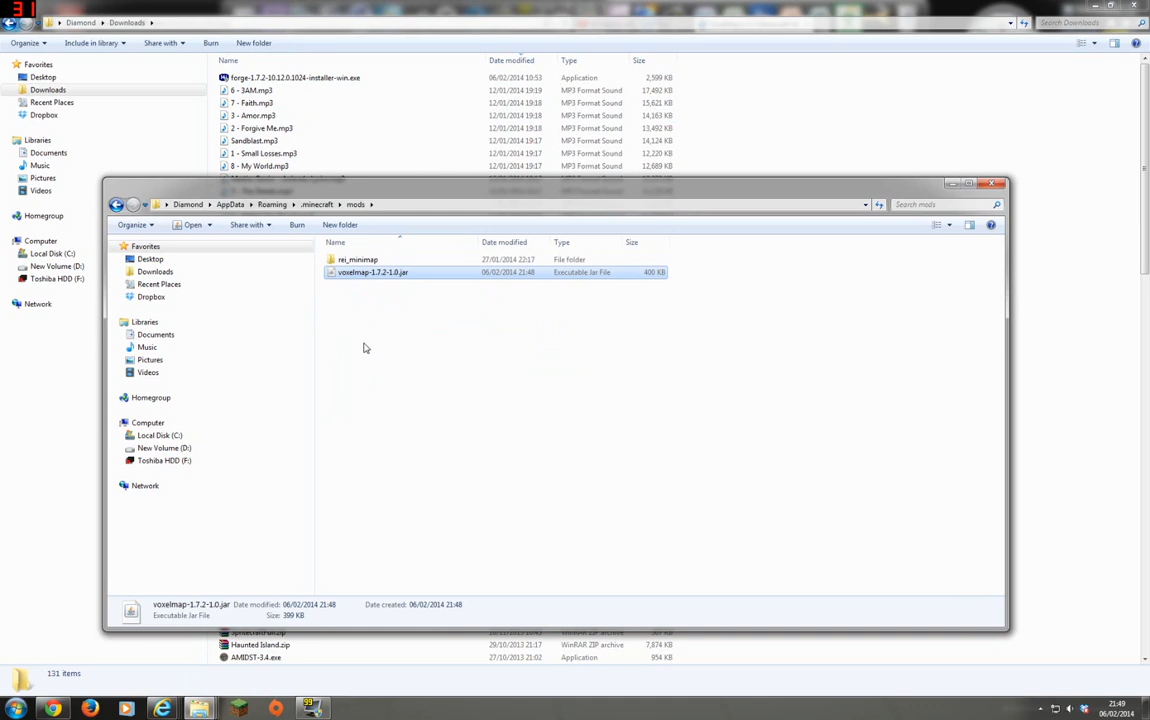 31
Diamond Downloads Search Downloads
Organize Include in library Share with Burn New folder
Name Date modified Type Size
Favorites
Desktop
Downloads
Recent Places
Dropbox
Libraries
Documents
Music
Pictures
Videos
Homegroup
Computer
Local Disk (C:)
New Volume (D:)
Toshiba HDD (F:)
Network
forge-1.7.2-10.12.0.1024-installer-win.exe 06/02/2014 10:53 Application 2,599 KB
6 - 3AM.mp3 12/01/2014 19:19 MP3 Format Sound 17,492 KB
7 - Faith.mp3 12/01/2014 19:18 MP3 Format Sound 15,621 KB
3 - Amor.mp3 12/01/2014 19:18 MP3 Format Sound 14,163 KB
2 - Forgive Me.mp3 12/01/2014 19:18 MP3 Format Sound 13,492 KB
Sandblast.mp3 12/01/2014 19:17 MP3 Format Sound 14,124 KB
1 - Small Losses.mp3 12/01/2014 19:17 MP3 Format Sound 12,220 KB
8 - My World.mp3 12/01/2014 19:17 MP3 Format Sound 12,689 KB
Diamond AppData Roaming .minecraft mods Search mods
Organize Open Share with Burn New folder
Name Date modified Type Size
Favorites
Desktop
Downloads
Recent Places
Dropbox
Libraries
Documents
Music
Pictures
Videos
Homegroup
Computer
Local Disk (C:)
New Volume (D:)
Toshiba HDD (F:)
Network
rei_minimap 27/01/2014 22:17 File folder
voxelmap-1.7.2-1.0.jar 06/02/2014 21:48 Executable Jar File 400 KB
voxelmap-1.7.2-1.0.jar Date modified: 06/02/2014 21:48 Date created: 06/02/2014 21:48
Executable Jar File Size: 399 KB
WinRAR ZIP archive
Haunted Island.zip 29/10/2013 21:17 WinRAR ZIP archive 7,874 KB
AMIDST-3.4.exe 27/10/2013 21:02 Application 954 KB
131 items
99
21:49
06/02/2014